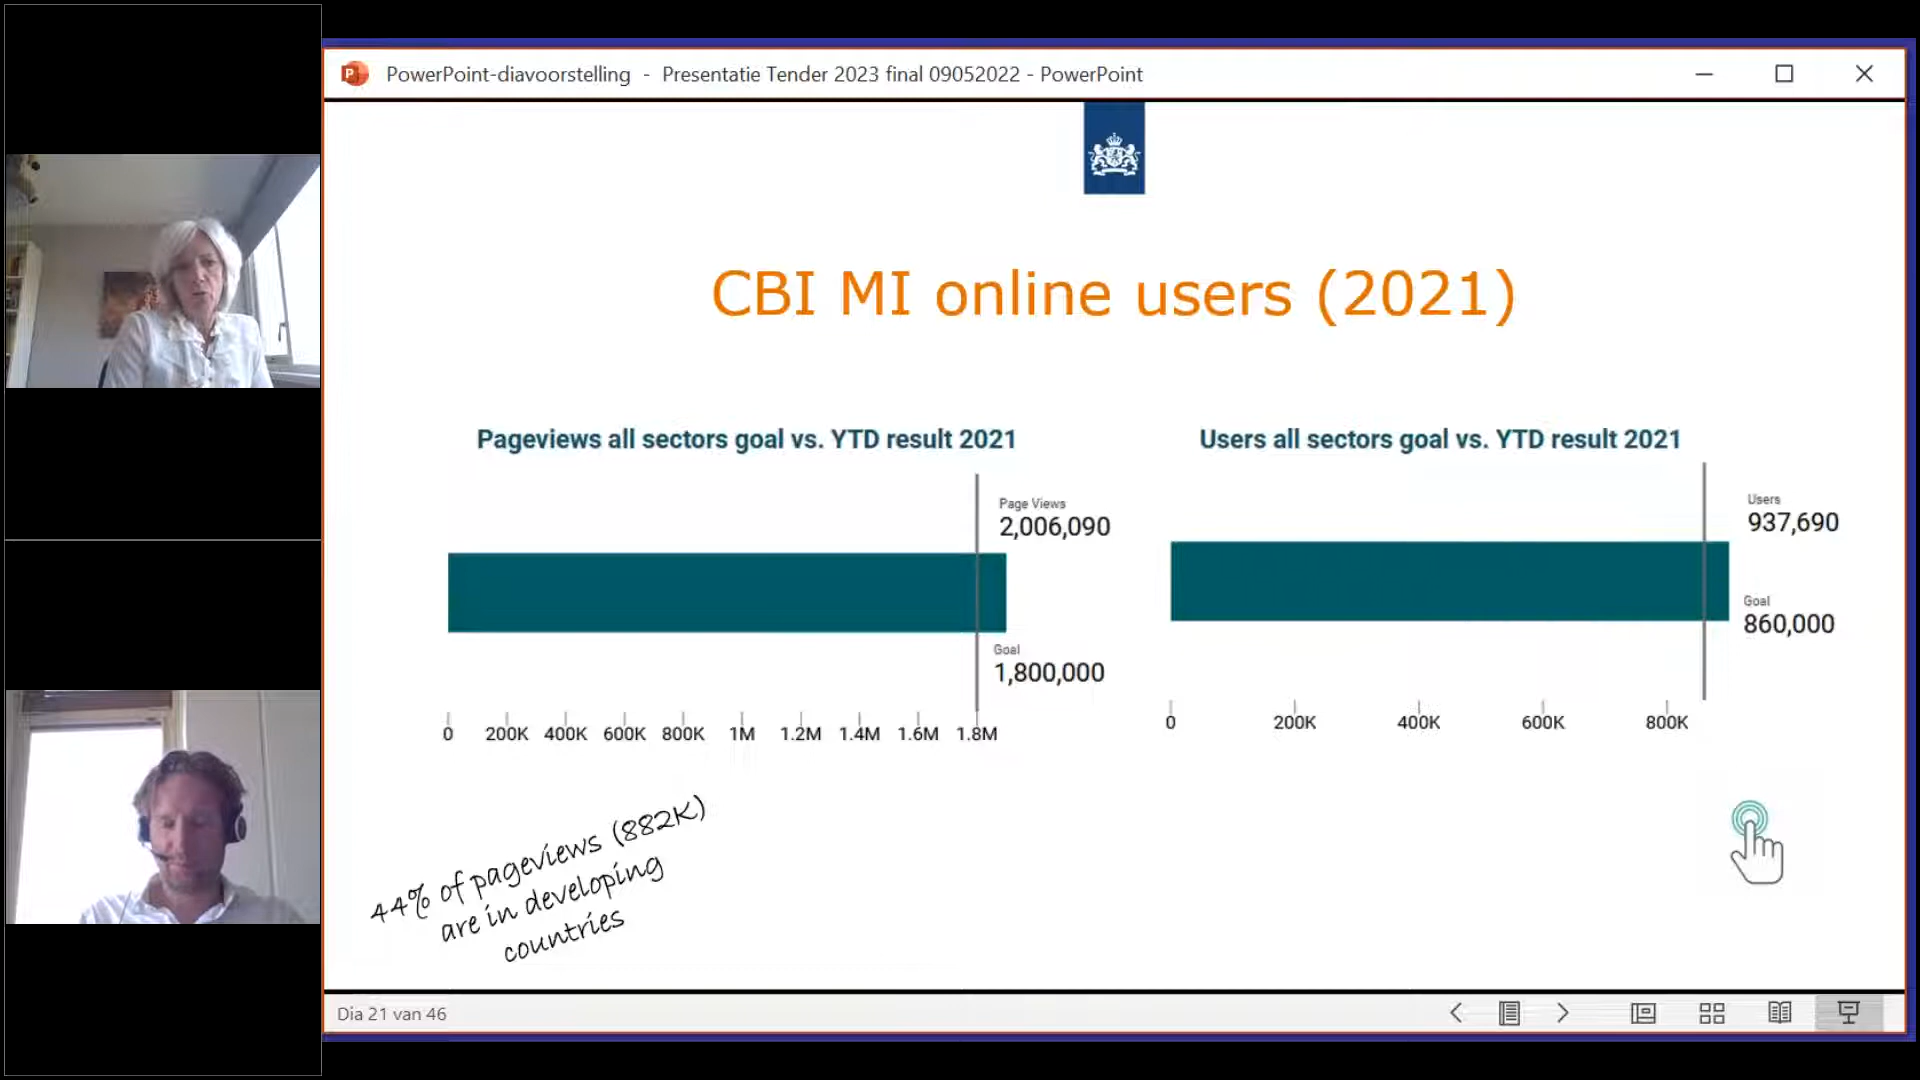 PowerPoint-diavoorstelling - Presentatie Tender 2023 final 09052022 - PowerPoint
CBI MI online users (2021)
Pageviews all sectors goal vs. YTD result 2021
Page Views
2,006,090
Goal
1,800,000
0 200K 400K 600K 800K 1M 1.2M 1.4M 1.6M 1.8M
Users all sectors goal vs. YTD result 2021
Users
937,690
Goal
860,000
0 200K 400K 600K 800K
44% of pageviews (882K)
are in developing
countries
Dia 21 van 46